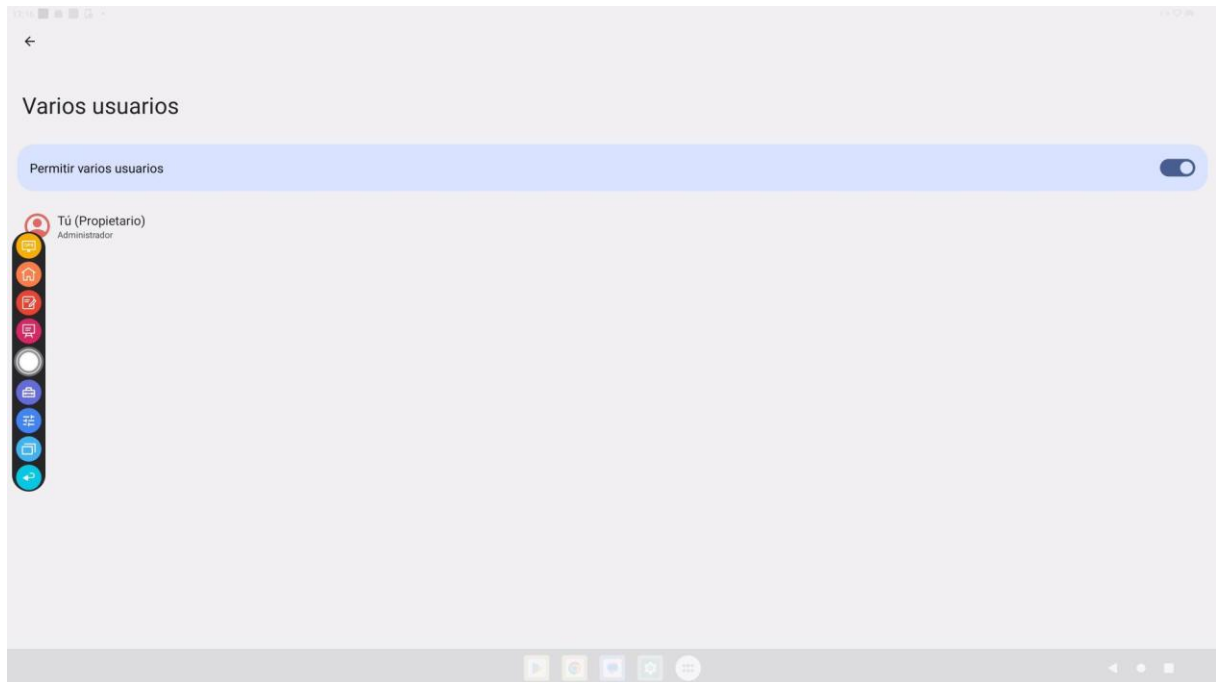 Varios usuarios
Permitir varios usuarios
Tú (Propietario)
Administrador